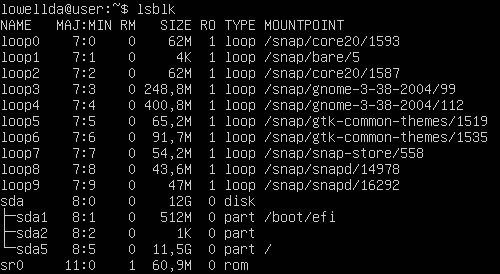 lowellda@user:~$ lsblk
NAME   MAJ:MIN RM   SIZE RO TYPE MOUNTPOINT
loop0    7:0    0    62M  1 loop /snap/core20/1593
loop1    7:1    0     4K  1 loop /snap/bare/5
loop2    7:2    0    62M  1 loop /snap/core20/1587
loop3    7:3    0 248,8M  1 loop /snap/gnome-3-38-2004/99
loop4    7:4    0 400,8M  1 loop /snap/gnome-3-38-2004/112
loop5    7:5    0  65,2M  1 loop /snap/gtk-common-themes/1519
loop6    7:6    0  91,7M  1 loop /snap/gtk-common-themes/1535
loop7    7:7    0  54,2M  1 loop /snap/snap-store/558
loop8    7:8    0  43,6M  1 loop /snap/snapd/14978
loop9    7:9    0    47M  1 loop /snap/snapd/16292
sda      8:0    0    12G  0 disk
├─sda1   8:1    0   512M  0 part /boot/efi
├─sda2   8:2    0     1K  0 part
└─sda5   8:5    0  11,5G  0 part /
sr0     11:0    1  60,9M  0 rom